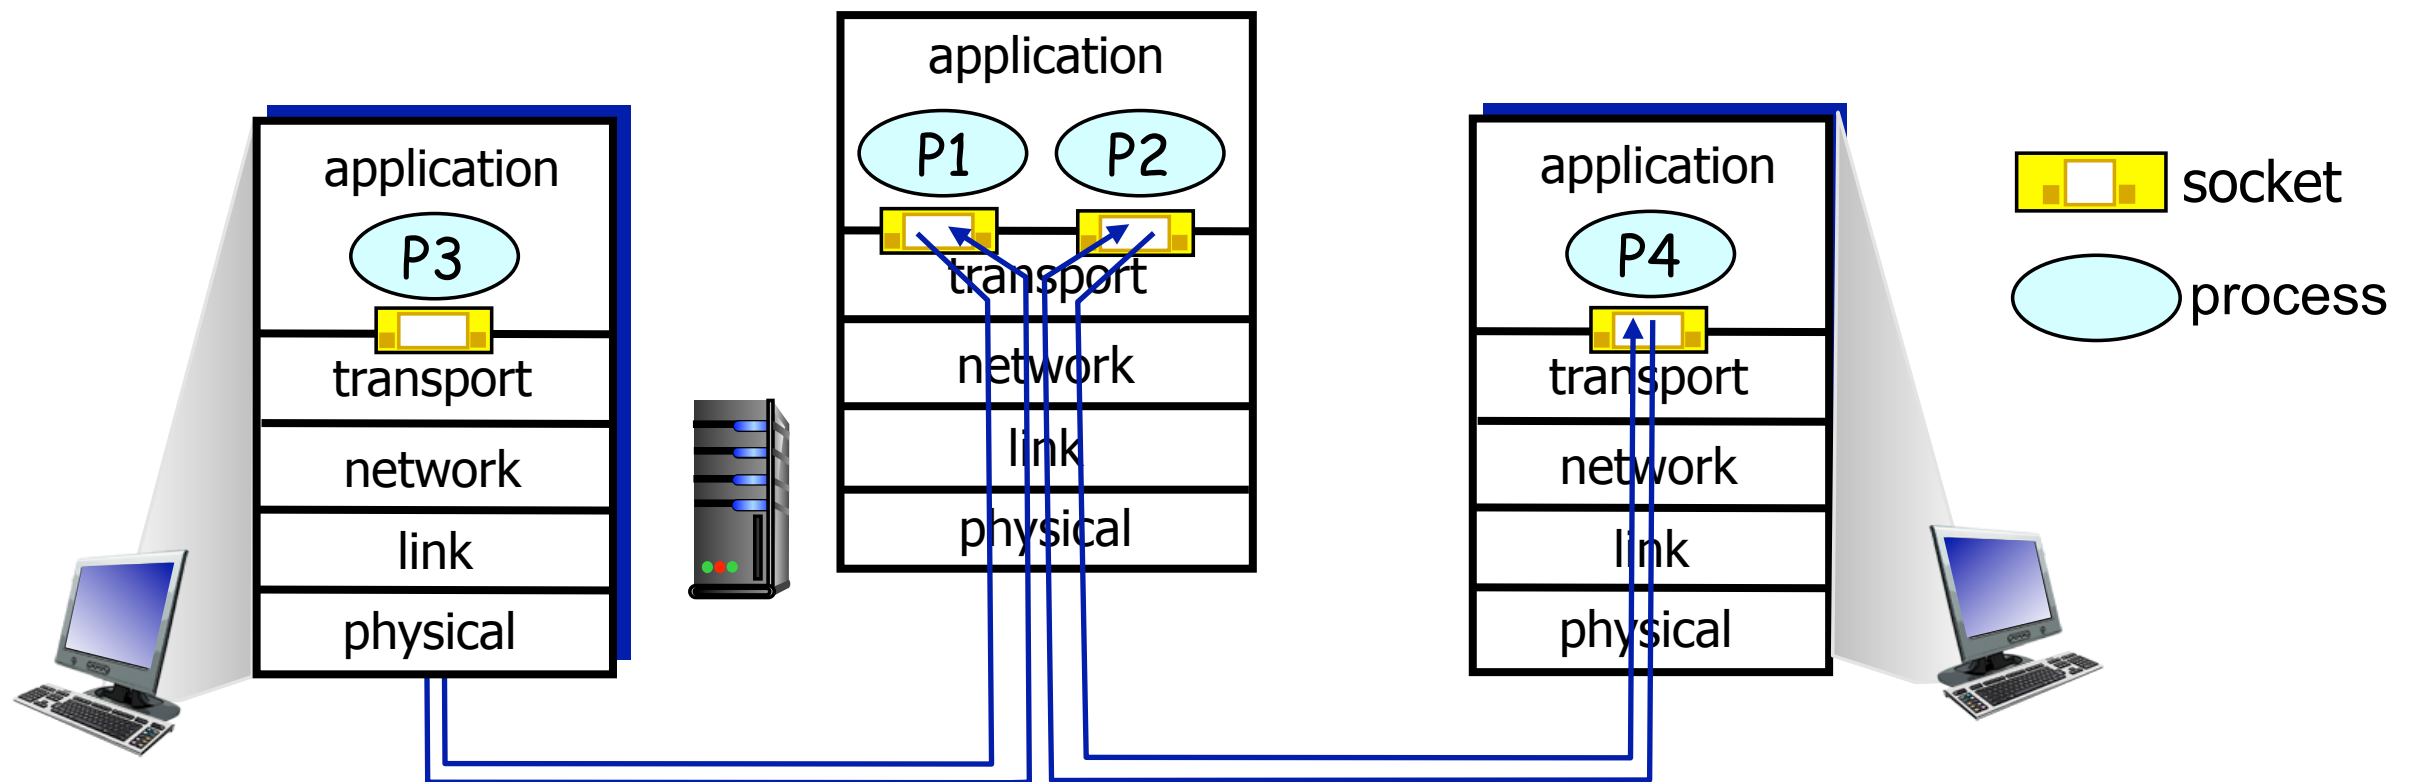 application
P3
transport
network
link
physical
application
P1
P2
transport
network
link
physical
application
P4
transport
network
link
physical
socket
process